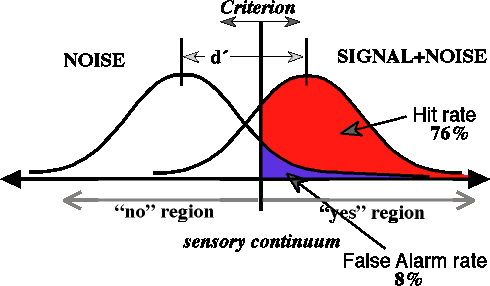 Criterion
NOISE
d´
SIGNAL+NOISE
Hit rate
76%
“no” region
“yes” region
sensory continuum
False Alarm rate
8%